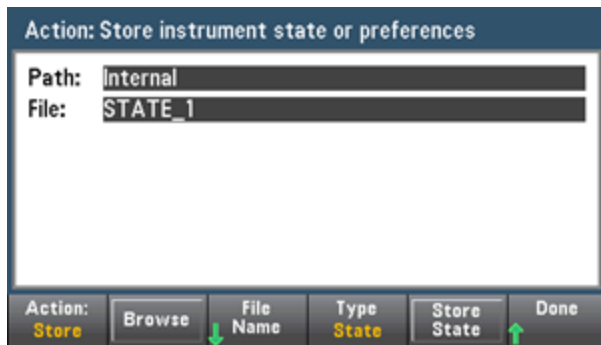 Action: Store instrument state or preferences
Path: Internal
File: STATE_1
Action: Browse File Type Store Done
Store Name State State